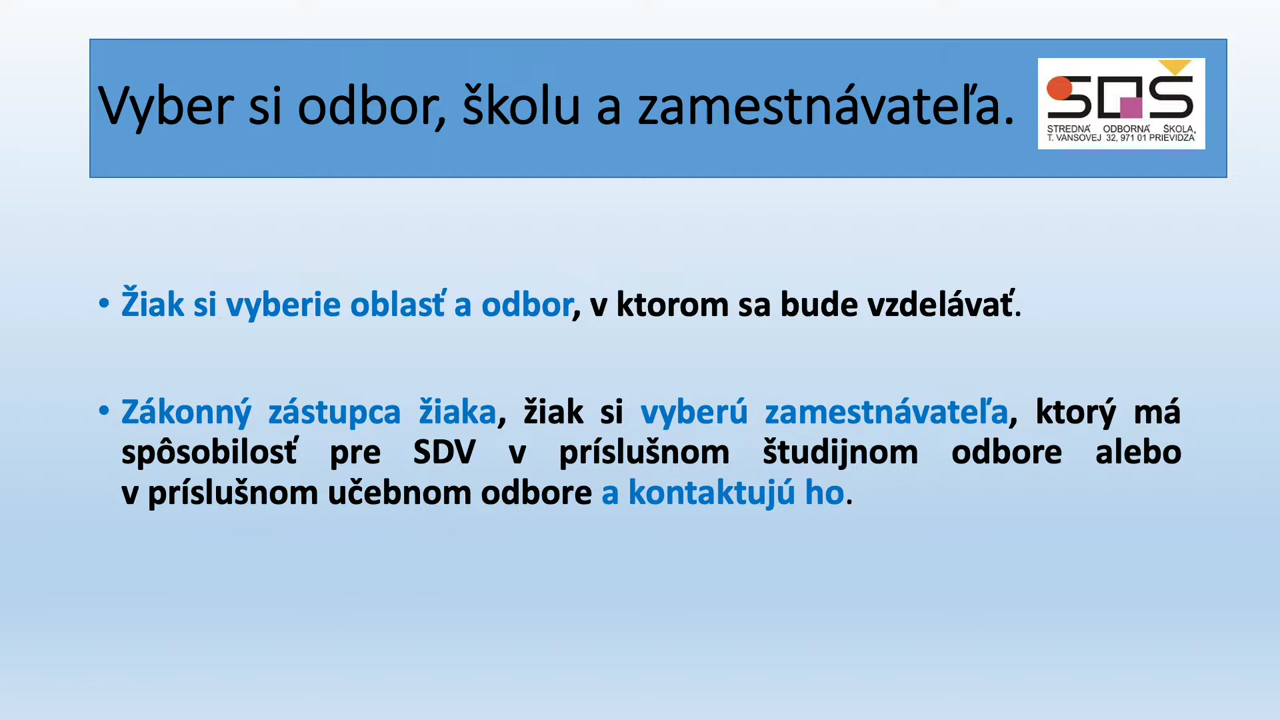 Vyber si odbor, školu a zamestnávateľa.
SOŠ
STREDNÁ ODBORNÁ ŠKOLA,
T. VANSOVEJ 32, 971 01 PRIEVIDZA
• Žiak si vyberie oblasť a odbor, v ktorom sa bude vzdelávať.
• Zákonný zástupca žiaka, žiak si vyberú zamestnávateľa, ktorý má
spôsobilosť pre SDV v príslušnom študijnom odbore alebo
v príslušnom učebnom odbore a kontaktujú ho.